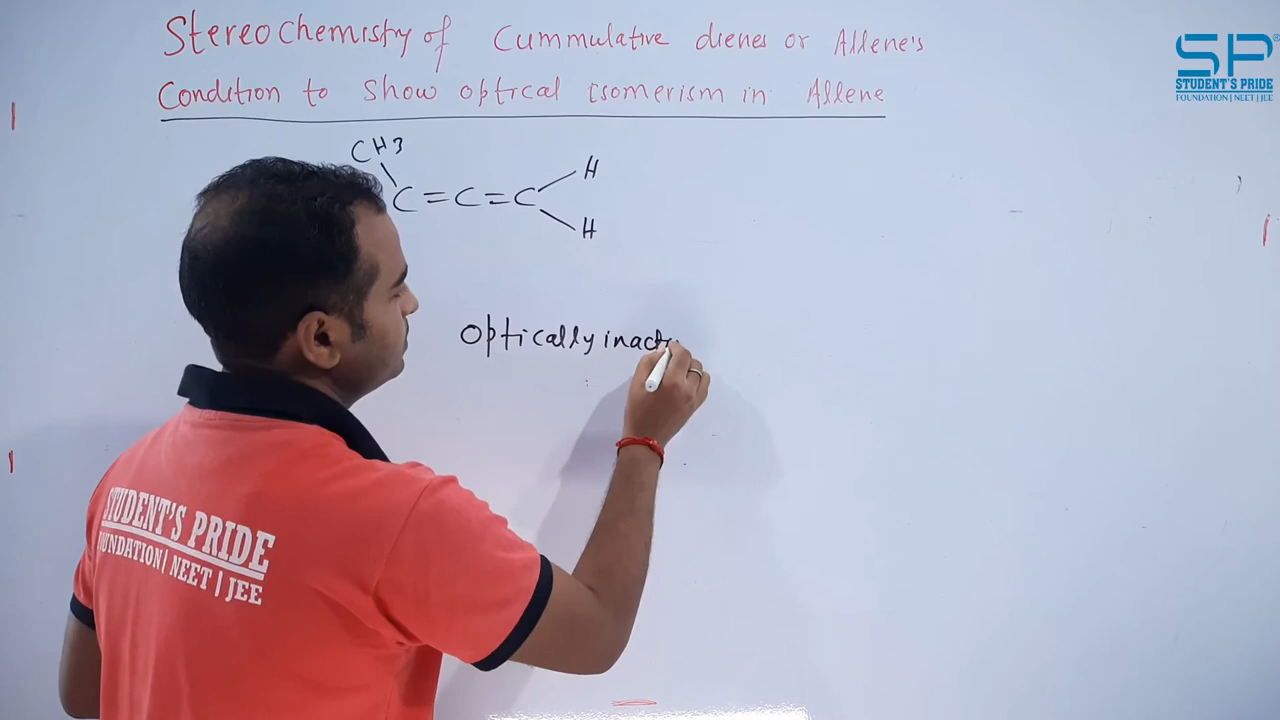 StereoChemistry of Cummulative dienes or Allene's
Condition to show optical isomerism in Allene
SP®
STUDENT'S PRIDE
FOUNDATION | NEET | JEE
CH3
C=C=C
H
H
Optically inact
STUDENT'S PRIDE
FOUNDATION | NEET | JEE